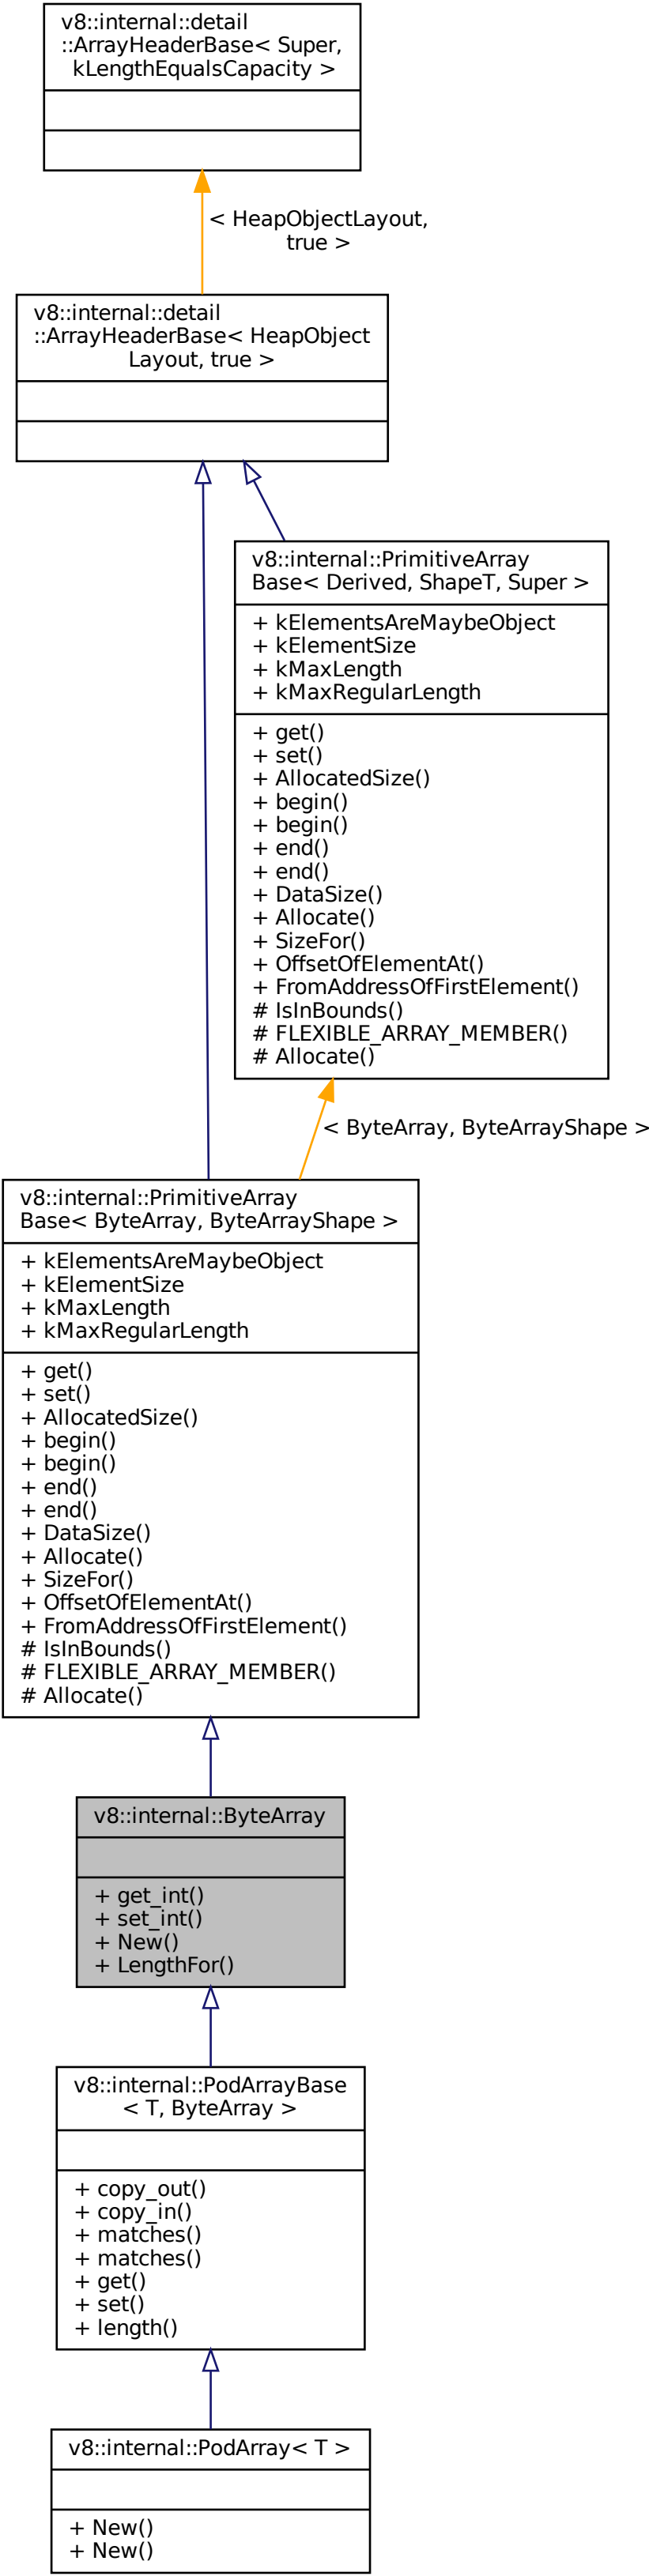 v8::internal::detail
::ArrayHeaderBase< Super,
kLengthEqualsCapacity >
< HeapObjectLayout,
true >
v8::internal::detail
::ArrayHeaderBase< HeapObject
Layout, true >
v8::internal::PrimitiveArray
Base< Derived, ShapeT, Super >
+ kElementsAreMaybeObject
+ kElementSize
+ kMaxLength
+ kMaxRegularLength
+ get()
+ set()
+ AllocatedSize()
+ begin()
+ begin()
+ end()
+ end()
+ DataSize()
+ Allocate()
+ SizeFor()
+ OffsetOfElementAt()
+ FromAddressOfFirstElement()
# IsInBounds()
# FLEXIBLE_ARRAY_MEMBER()
# Allocate()
< ByteArray, ByteArrayShape >
v8::internal::PrimitiveArray
Base< ByteArray, ByteArrayShape >
+ kElementsAreMaybeObject
+ kElementSize
+ kMaxLength
+ kMaxRegularLength
+ get()
+ set()
+ AllocatedSize()
+ begin()
+ begin()
+ end()
+ end()
+ DataSize()
+ Allocate()
+ SizeFor()
+ OffsetOfElementAt()
+ FromAddressOfFirstElement()
# IsInBounds()
# FLEXIBLE_ARRAY_MEMBER()
# Allocate()
v8::internal::ByteArray
+ get_int()
+ set_int()
+ New()
+ LengthFor()
v8::internal::PodArrayBase
< T, ByteArray >
+ copy_out()
+ copy_in()
+ matches()
+ matches()
+ get()
+ set()
+ length()
v8::internal::PodArray< T >
+ New()
+ New()